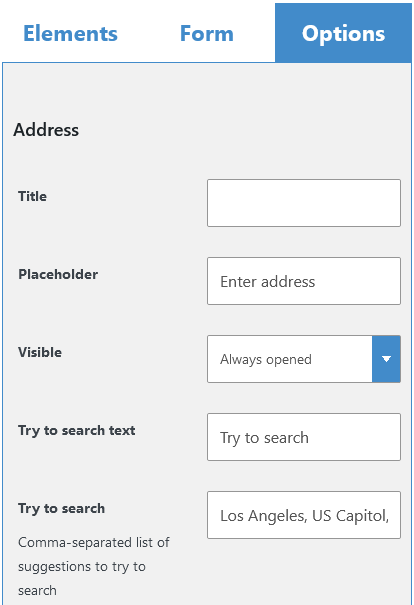 Elements Form Options
Address
Title
Placeholder Enter address
Visible Always opened
Try to search text Try to search
Try to search Los Angeles, US Capitol,
Comma-separated list of
suggestions to try to
search